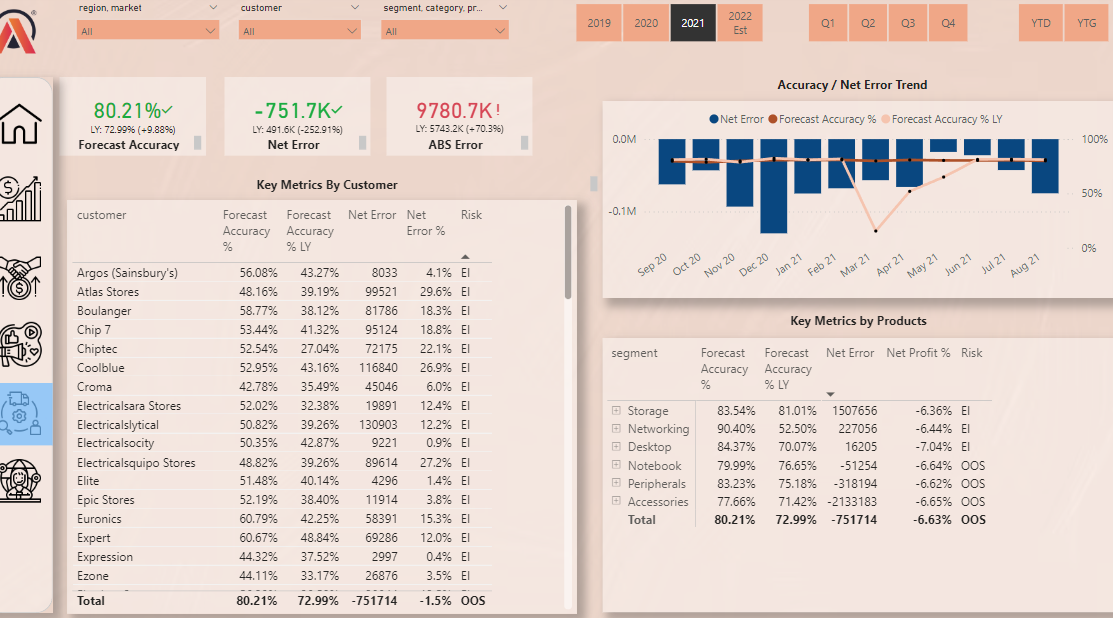 region, market
customer
segment, category, pr...
All
All
All
2019
2020
2021
2022
Est
Q1
Q2
Q3
Q4
YTD
YTG
80.21%
LY: 72.99% (+9.88%)
Forecast Accuracy
-751.7K
LY: 491.6K (-252.91%)
Net Error
9780.7K!
LY: 5743.2K (+70.3%)
ABS Error
Accuracy / Net Error Trend
Net Error Forecast Accuracy % Forecast Accuracy % LY
0.0M
-0.1M
100%
50%
0%
Sep 20
Oct 20
Nov 20
Dec 20
Jan 21
Feb 21
Mar 21
Apr 21
May 21
Jun 21
Jul 21
Aug 21
Key Metrics By Customer
customer Forecast Accuracy % Forecast Accuracy % LY Net Error Net Error % Risk
Argos (Sainsbury's) 56.08% 43.27% 8033 4.1% EI
Atlas Stores 48.16% 39.19% 99521 29.6% EI
Boulanger 58.77% 38.12% 81786 18.3% EI
Chip 7 53.44% 41.32% 95124 18.8% EI
Chiptec 52.54% 27.04% 72175 22.1% EI
Coolblue 52.95% 43.16% 116840 26.9% EI
Croma 42.78% 35.49% 45046 6.0% EI
Electricalsara Stores 52.02% 32.38% 19891 12.4% EI
Electricalslytical 50.82% 39.26% 130903 12.2% EI
Electricalsocity 50.35% 42.87% 9221 0.9% EI
Electricalsquipo Stores 48.82% 39.26% 89614 27.2% EI
Elite 51.48% 40.14% 4296 1.4% EI
Epic Stores 52.19% 38.40% 11914 3.8% EI
Euronics 60.79% 42.25% 58391 15.3% EI
Expert 60.67% 48.84% 69286 12.0% EI
Expression 44.32% 37.52% 2997 0.4% EI
Ezone 44.11% 33.17% 26876 3.5% EI
Total 80.21% 72.99% -751714 -1.5% OOS
Key Metrics by Products
segment Forecast Accuracy % Forecast Accuracy % LY Net Error Net Profit % Risk
Storage 83.54% 81.01% 1507656 -6.36% EI
Networking 90.40% 52.50% 227056 -6.44% EI
Desktop 84.37% 70.07% 16205 -7.04% EI
Notebook 79.99% 76.65% -51254 -6.64% OOS
Peripherals 83.23% 75.18% -318194 -6.62% OOS
Accessories 77.66% 71.42% -2133183 -6.65% OOS
Total 80.21% 72.99% -751714 -6.63% OOS